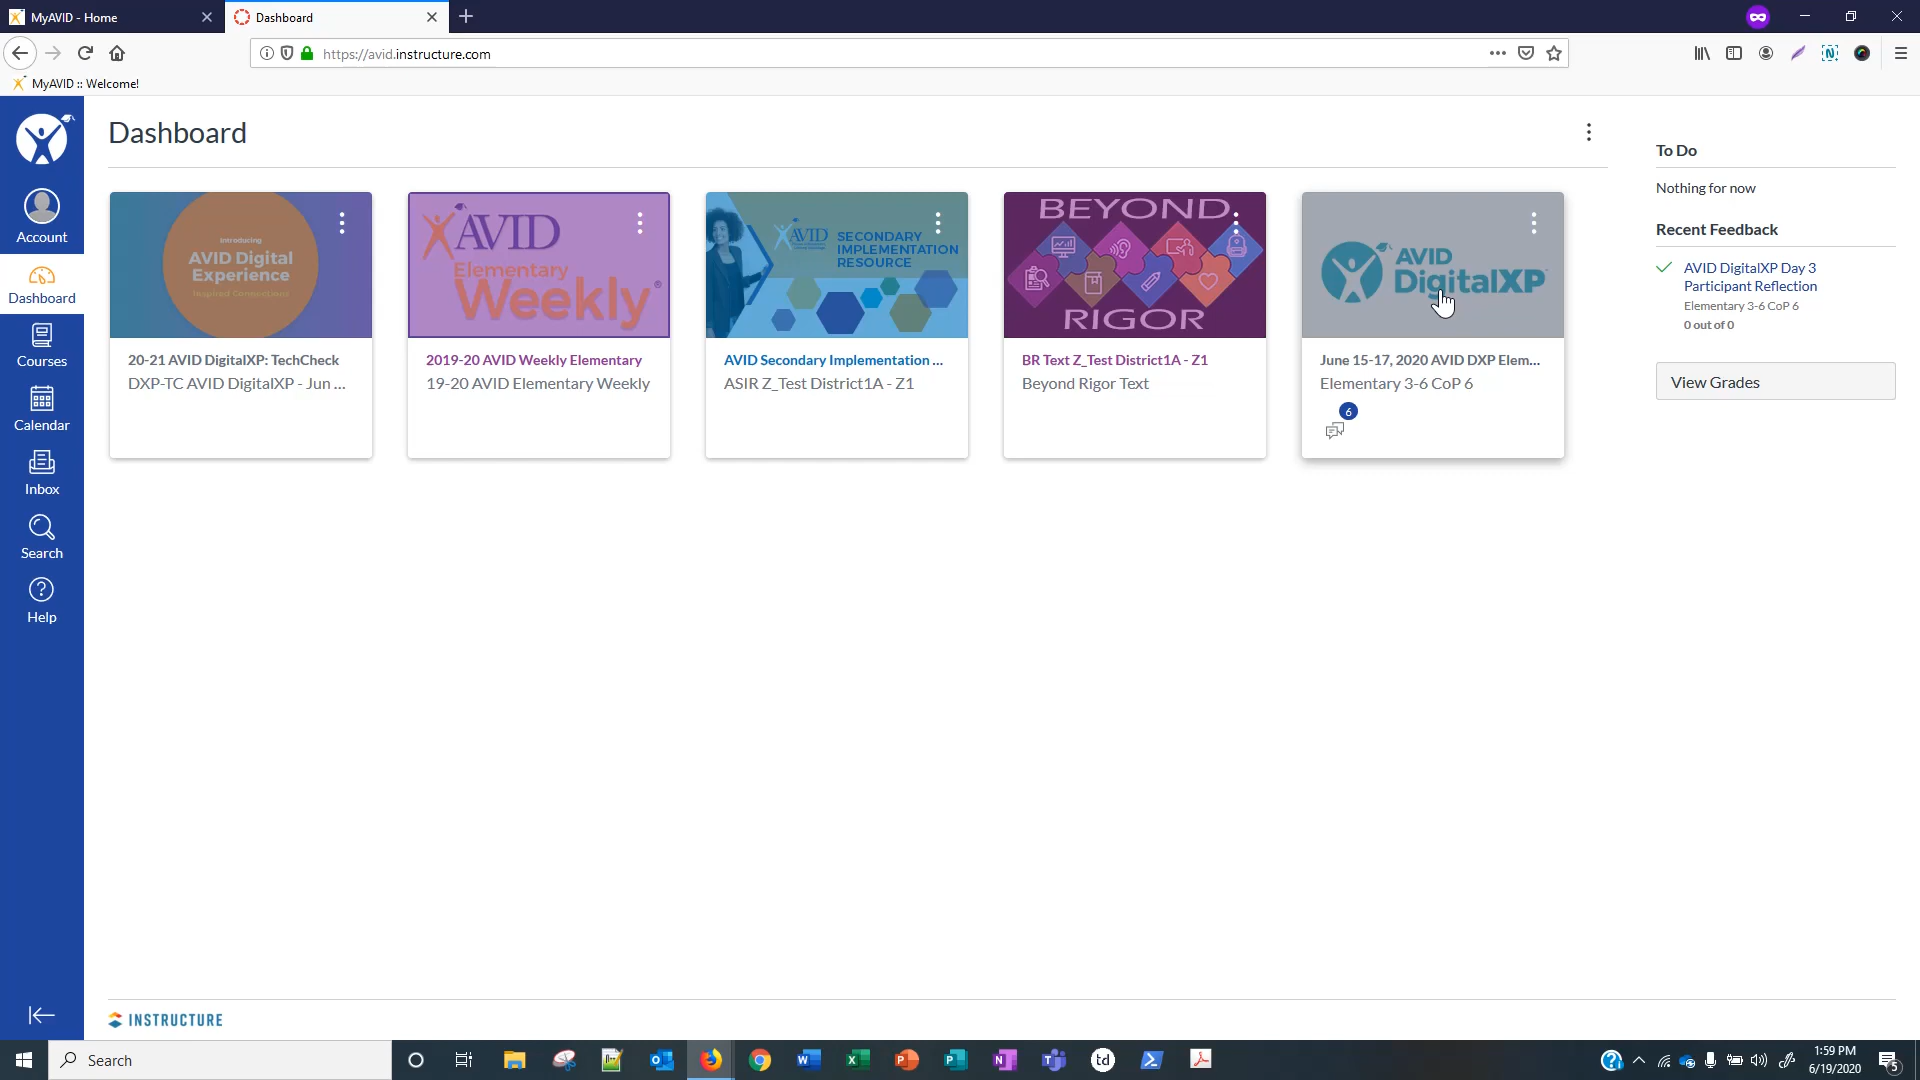 MyAVID - Home
Dashboard
https://avid.instructure.com
MyAVID :: Welcome!
Account
Dashboard
Courses
Calendar
Inbox
Search
Help
Dashboard
Introducing
AVID Digital
Experience
Inspired Connections
20-21 AVID DigitalXP: TechCheck
DXP-TC AVID DigitalXP - Jun ...
AVID
Elementary
Weekly®
2019-20 AVID Weekly Elementary
19-20 AVID Elementary Weekly
AVID
SECONDARY
IMPLEMENTATION
RESOURCE
AVID Secondary Implementation ...
ASIR Z_Test District1A - Z1
BEYOND
RIGOR
BR Text Z_Test District1A - Z1
Beyond Rigor Text
AVID
DigitalXP
June 15-17, 2020 AVID DXP Elem...
Elementary 3-6 CoP 6
6
To Do
Nothing for now
Recent Feedback
AVID DigitalXP Day 3
Participant Reflection
Elementary 3-6 CoP 6
0 out of 0
View Grades
INSTRUCTURE
Search
td
1:59 PM
6/19/2020
5